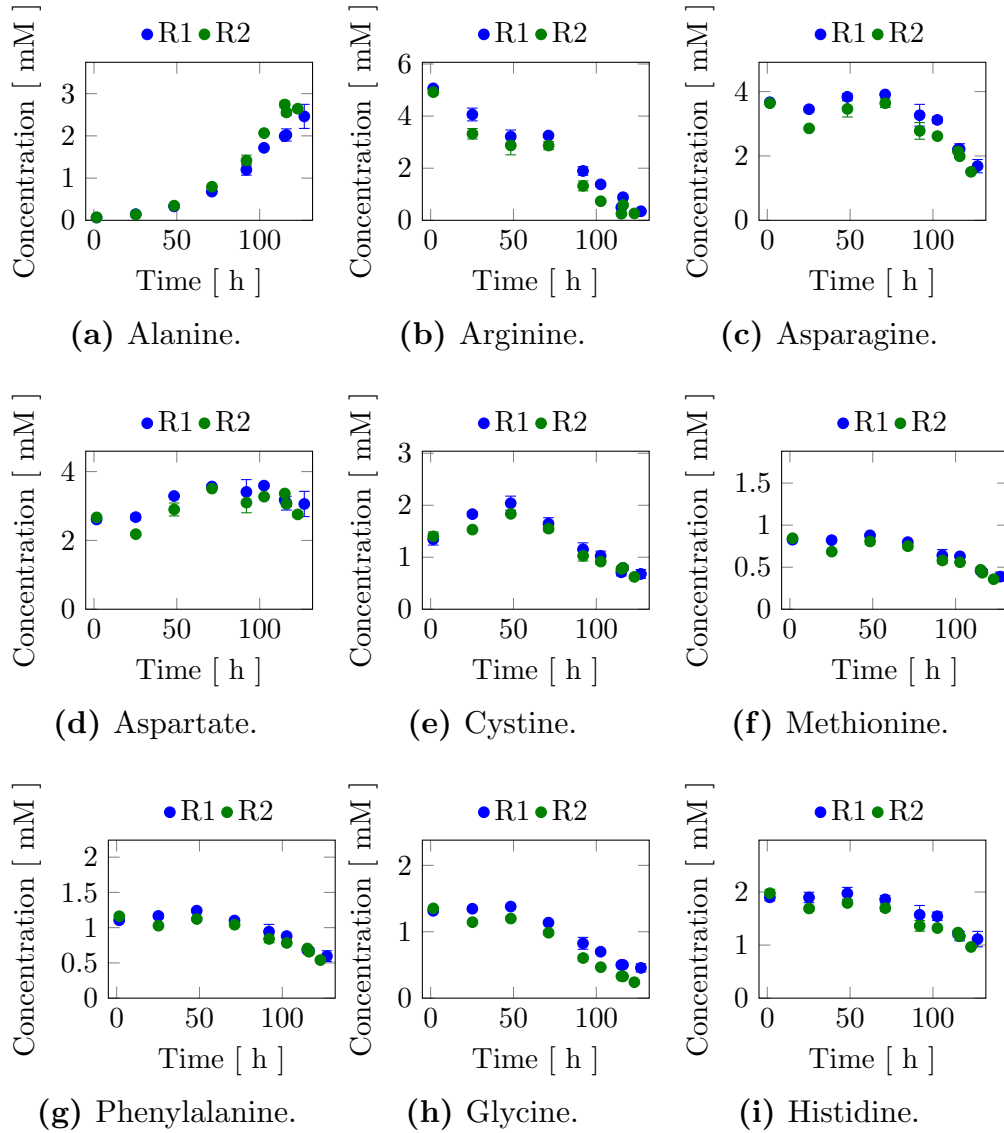 R1 R2
Concentration [ mM ]
3
2
1
0
0 50 100
Time [ h ]
(a) Alanine.
R1 R2
Concentration [ mM ]
6
4
2
0
0 50 100
Time [ h ]
(b) Arginine.
R1 R2
Concentration [ mM ]
4
2
0
0 50 100
Time [ h ]
(c) Asparagine.
R1 R2
Concentration [ mM ]
4
2
0
0 50 100
Time [ h ]
(d) Aspartate.
R1 R2
Concentration [ mM ]
3
2
1
0
0 50 100
Time [ h ]
(e) Cystine.
R1 R2
Concentration [ mM ]
1.5
1
0.5
0
0 50 100
Time [ h ]
(f) Methionine.
R1 R2
Concentration [ mM ]
2
1.5
1
0.5
0
0 50 100
Time [ h ]
(g) Phenylalanine.
R1 R2
Concentration [ mM ]
2
1
0
0 50 100
Time [ h ]
(h) Glycine.
R1 R2
Concentration [ mM ]
2
1
0
0 50 100
Time [ h ]
(i) Histidine.